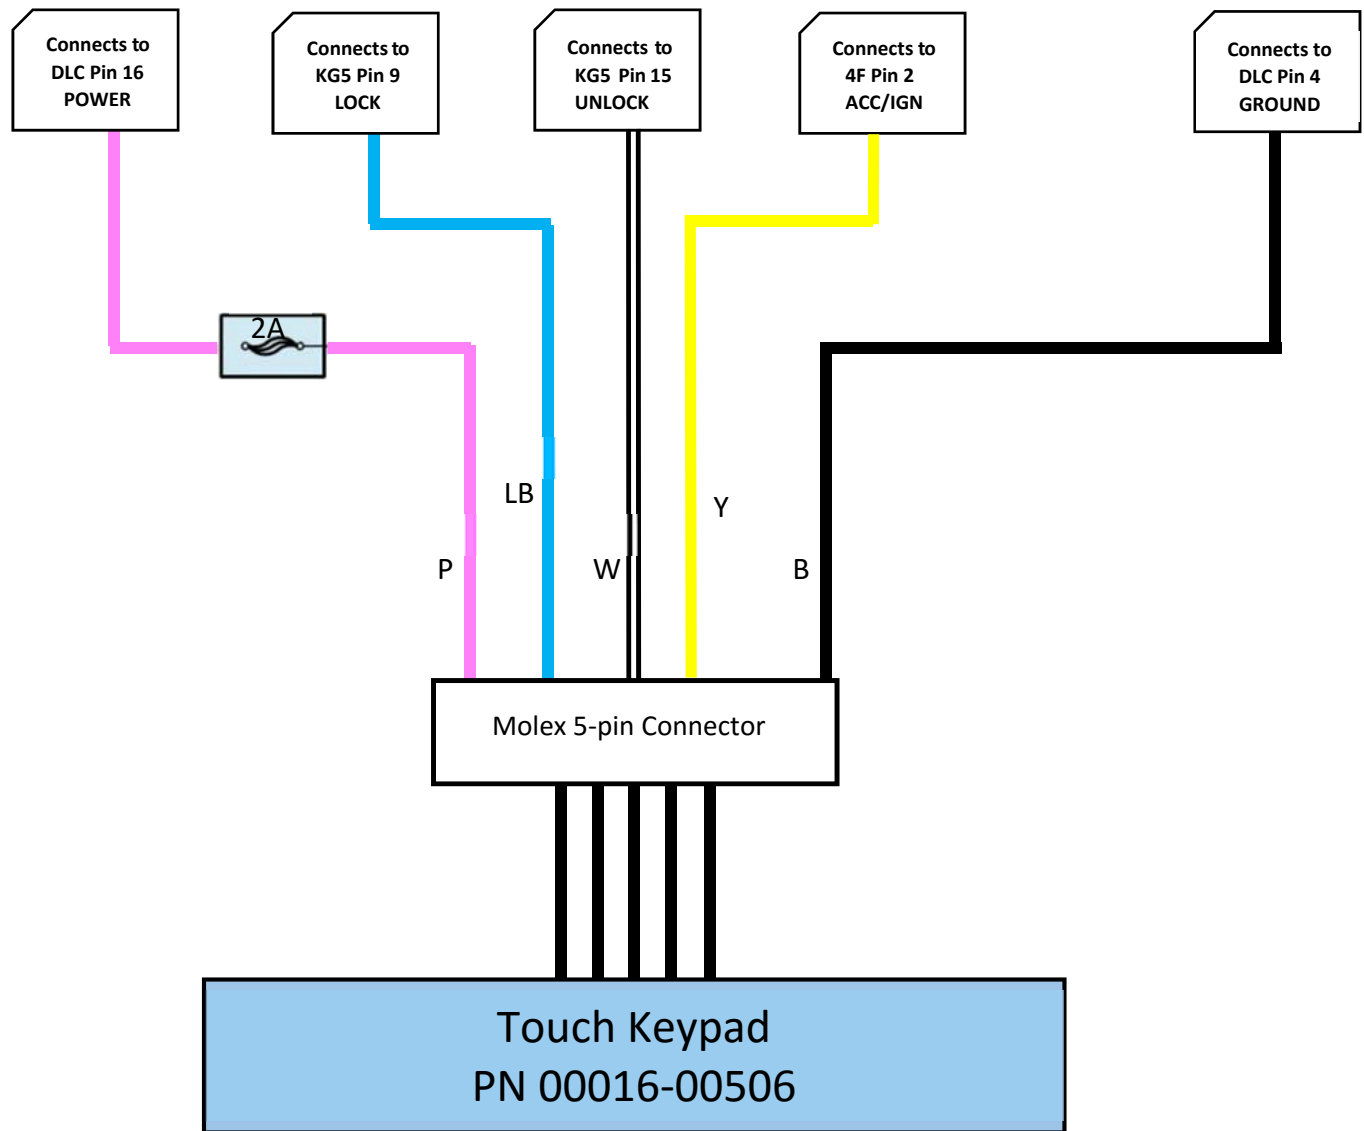 Connects to
DLC Pin 16
POWER
Connects to
KG5 Pin 9
LOCK
Connects to
KG5 Pin 15
UNLOCK
Connects to
4F Pin 2
ACC/IGN
Connects to
DLC Pin 4
GROUND
2A
LB
Y
P
W
B
Molex 5-pin Connector
Touch Keypad
PN 00016-00506